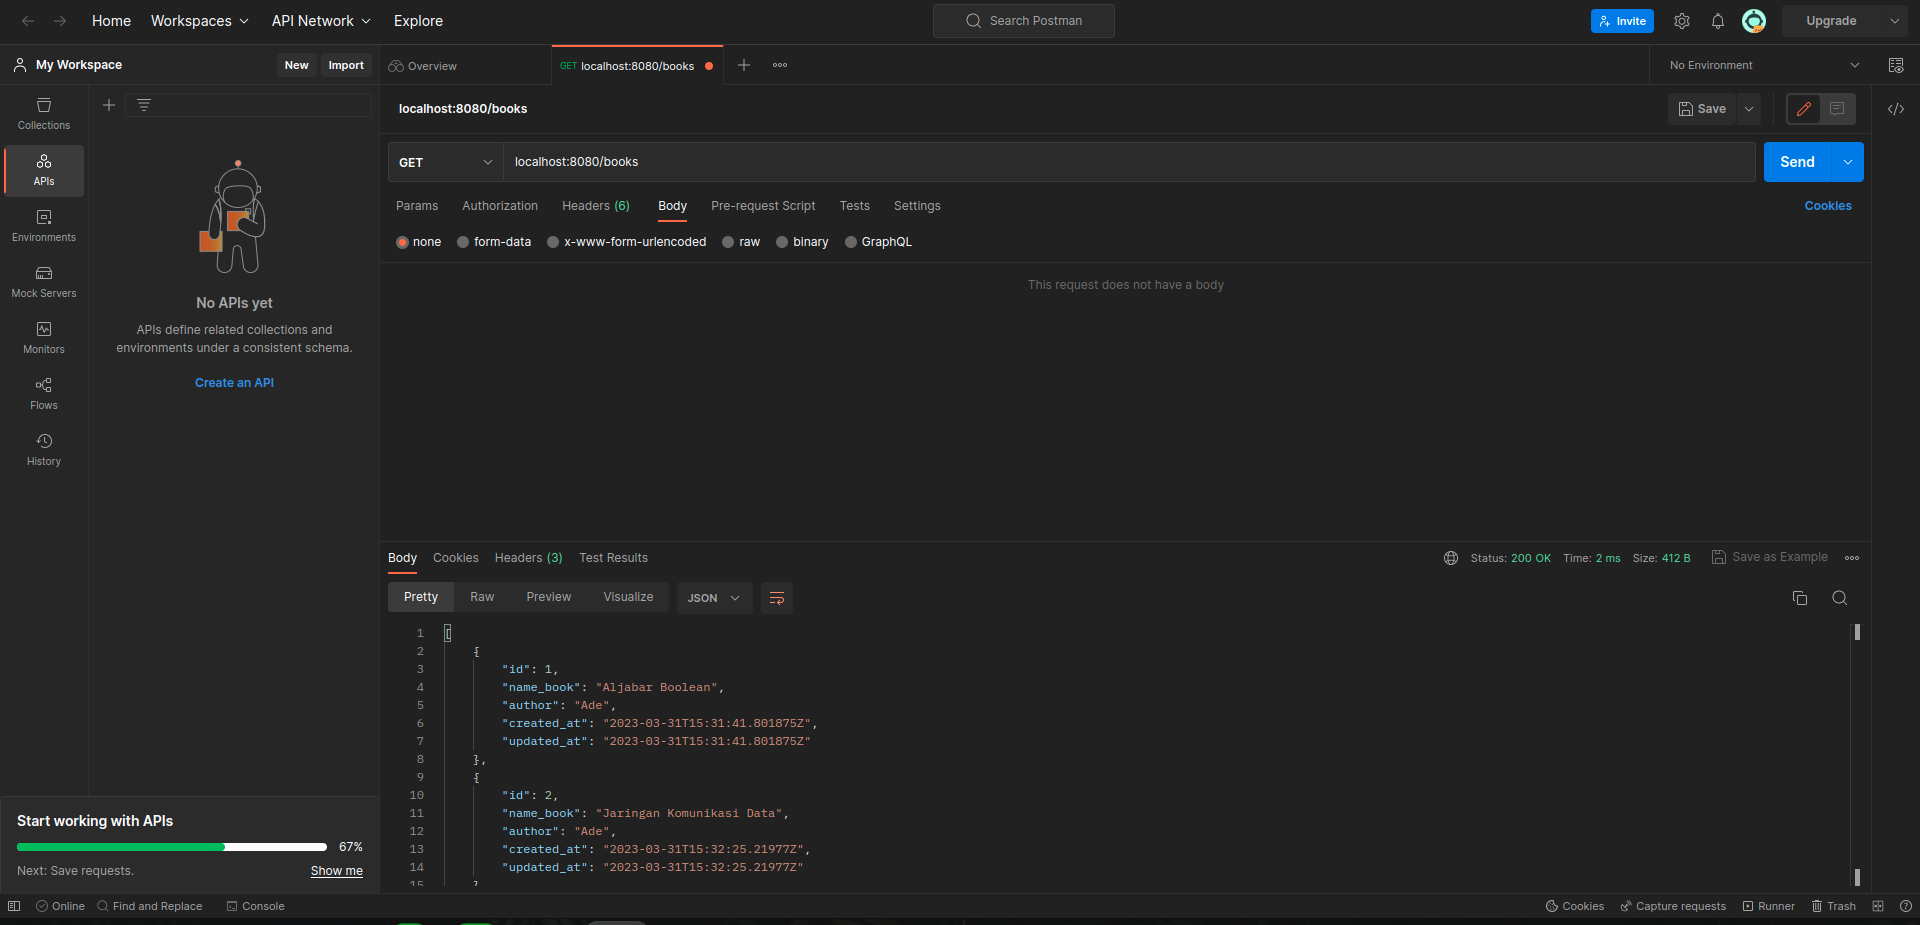 Home Workspaces API Network Explore Search Postman Invite Upgrade
My Workspace New Import Overview GET localhost:8080/books No Environment
Collections
APIs
Environments
Mock Servers
Monitors
Flows
History
No APIs yet
APIs define related collections and
environments under a consistent schema.
Create an API
Start working with APIs
67%
Next: Save requests. Show me
localhost:8080/books Save
GET localhost:8080/books Send
Params Authorization Headers (6) Body Pre-request Script Tests Settings Cookies
none form-data x-www-form-urlencoded raw binary GraphQL
This request does not have a body
Body Cookies Headers (3) Test Results Status: 200 OK Time: 2 ms Size: 412 B Save as Example
Pretty Raw Preview Visualize JSON
1 [
2 {
3 "id": 1,
4 "name_book": "Aljabar Boolean",
5 "author": "Ade",
6 "created_at": "2023-03-31T15:31:41.801875Z",
7 "updated_at": "2023-03-31T15:31:41.801875Z"
8 },
9 {
10 "id": 2,
11 "name_book": "Jaringan Komunikasi Data",
12 "author": "Ade",
13 "created_at": "2023-03-31T15:32:25.21977Z",
14 "updated_at": "2023-03-31T15:32:25.21977Z"
15 }
Online Find and Replace Console Cookies Capture requests Runner Trash